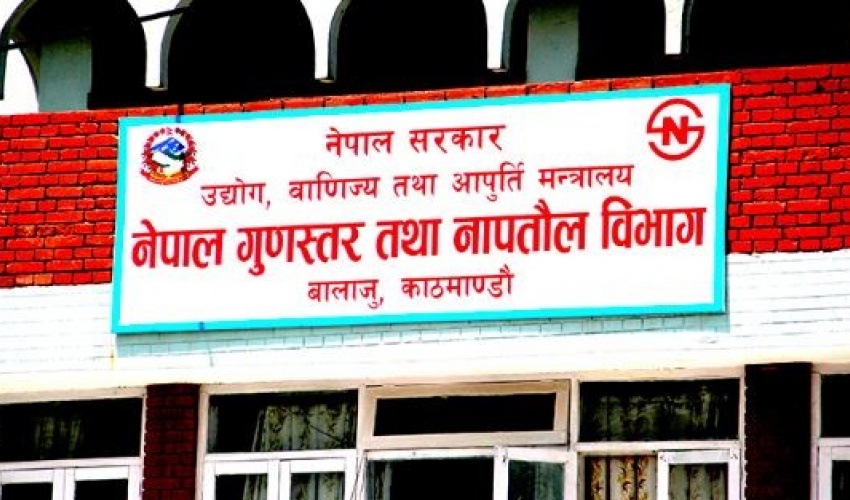 नेपाल सरकार
उद्योग, वाणिज्य तथा आपुर्ति मन्त्रालय
नेपाल गुणस्तर तथा नापतौल विभाग
बालाजु, काठमाण्डौ